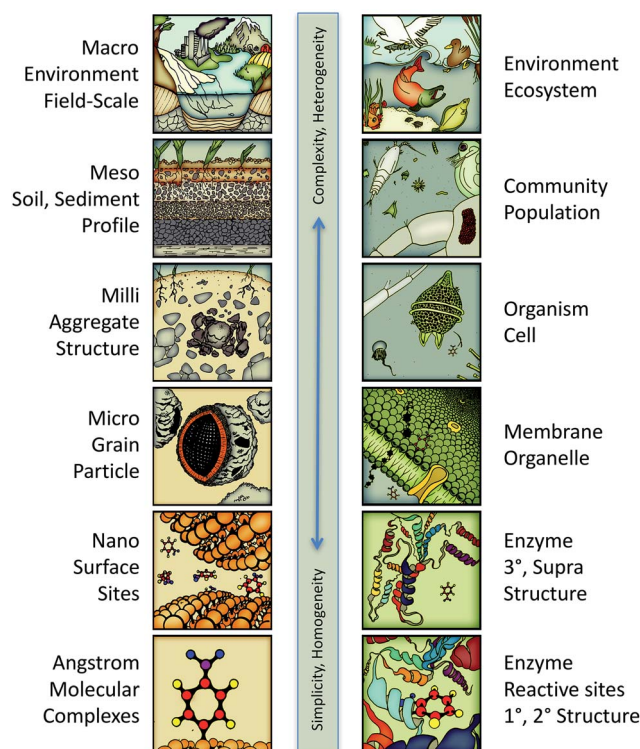 Macro
Environment
Field-Scale
Meso
Soil, Sediment
Profile
Milli
Aggregate
Structure
Micro
Grain
Particle
Nano
Surface
Sites
Angstrom
Molecular
Complexes
Complexity, Heterogeneity
Simplicity, Homogeneity
Environment
Ecosystem
Community
Population
Organism
Cell
Membrane
Organelle
Enzyme
3°, Supra
Structure
Enzyme
Reactive sites
1°, 2° Structure